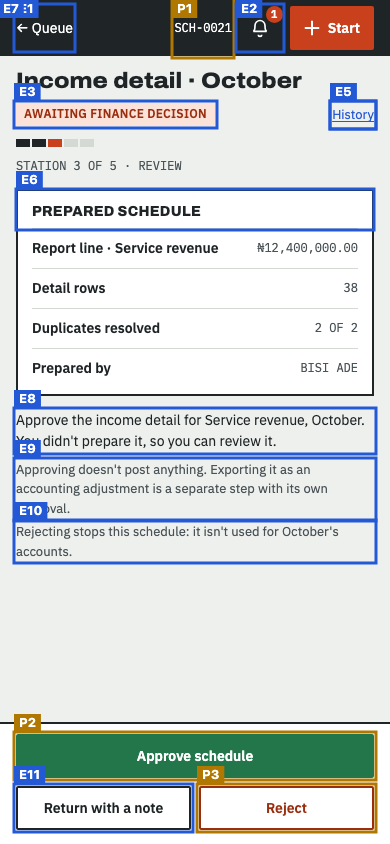 E7 E1 P1 E2
← Queue SCH-0021 1 + Start
Income detail · October
E3 E5
AWAITING FINANCE DECISION History
STATION 3 OF 5 · REVIEW
E6
PREPARED SCHEDULE
Report line · Service revenue ₦12,400,000.00
Detail rows 38
Duplicates resolved 2 OF 2
Prepared by BISI ADE
E8
Approve the income detail for Service revenue, October.
You didn't prepare it, so you can review it.
E9
Approving doesn't post anything. Exporting it as an
accounting adjustment is a separate step with its own
E10
Rejecting stops this schedule: it isn't used for October's
accounts.
P2
Approve schedule
E11 P3
Return with a note Reject